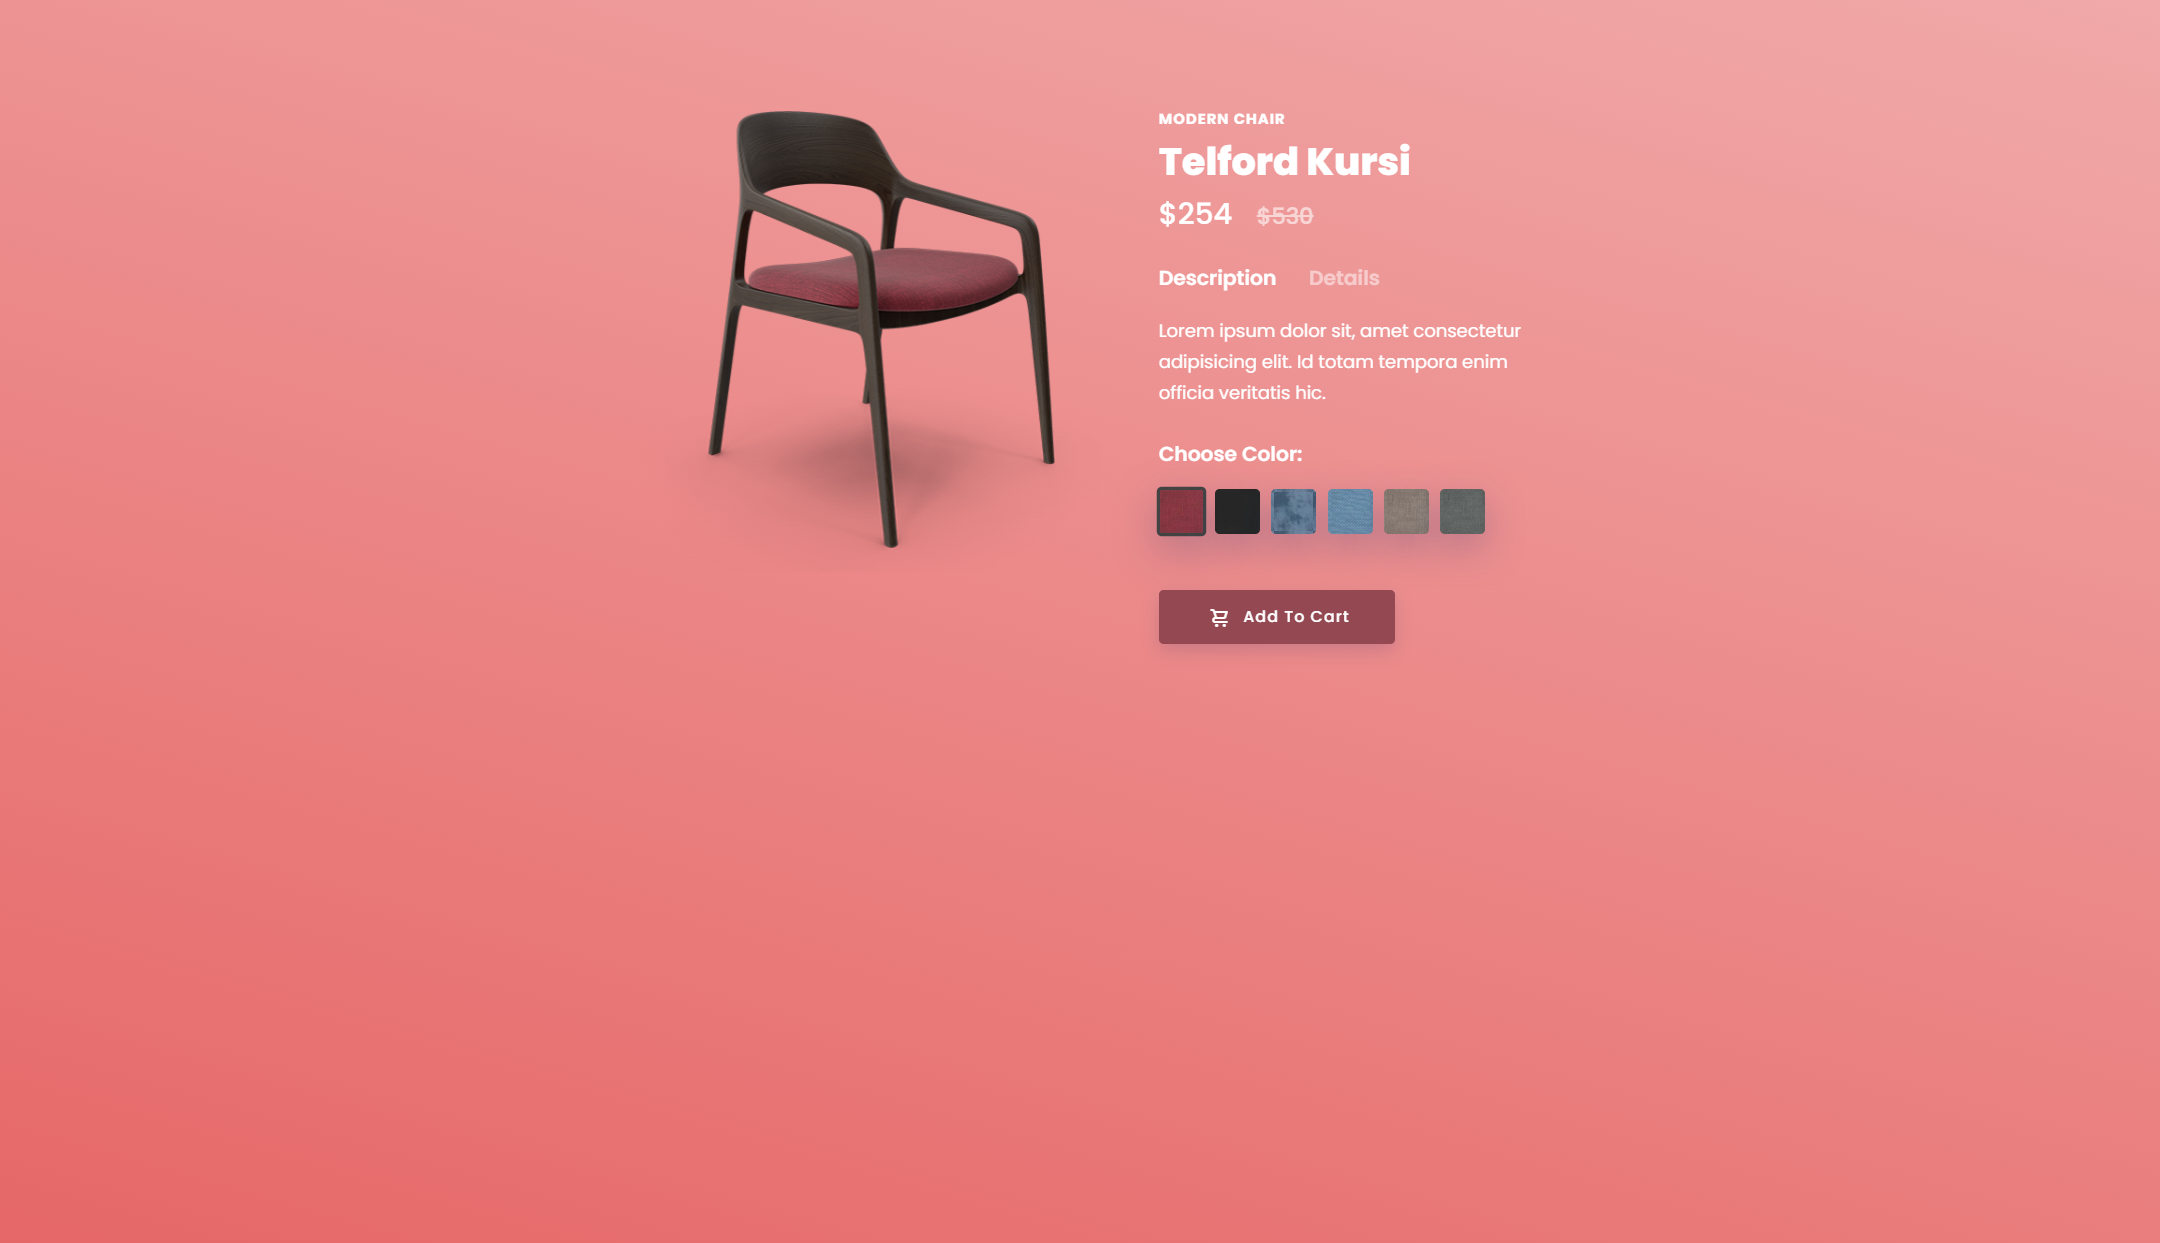 MODERN CHAIR
Telford Kursi
$254 $530
Description Details
Lorem ipsum dolor sit, amet consectetur
adipisicing elit. Id totam tempora enim
officia veritatis hic.
Choose Color:
Add To Cart